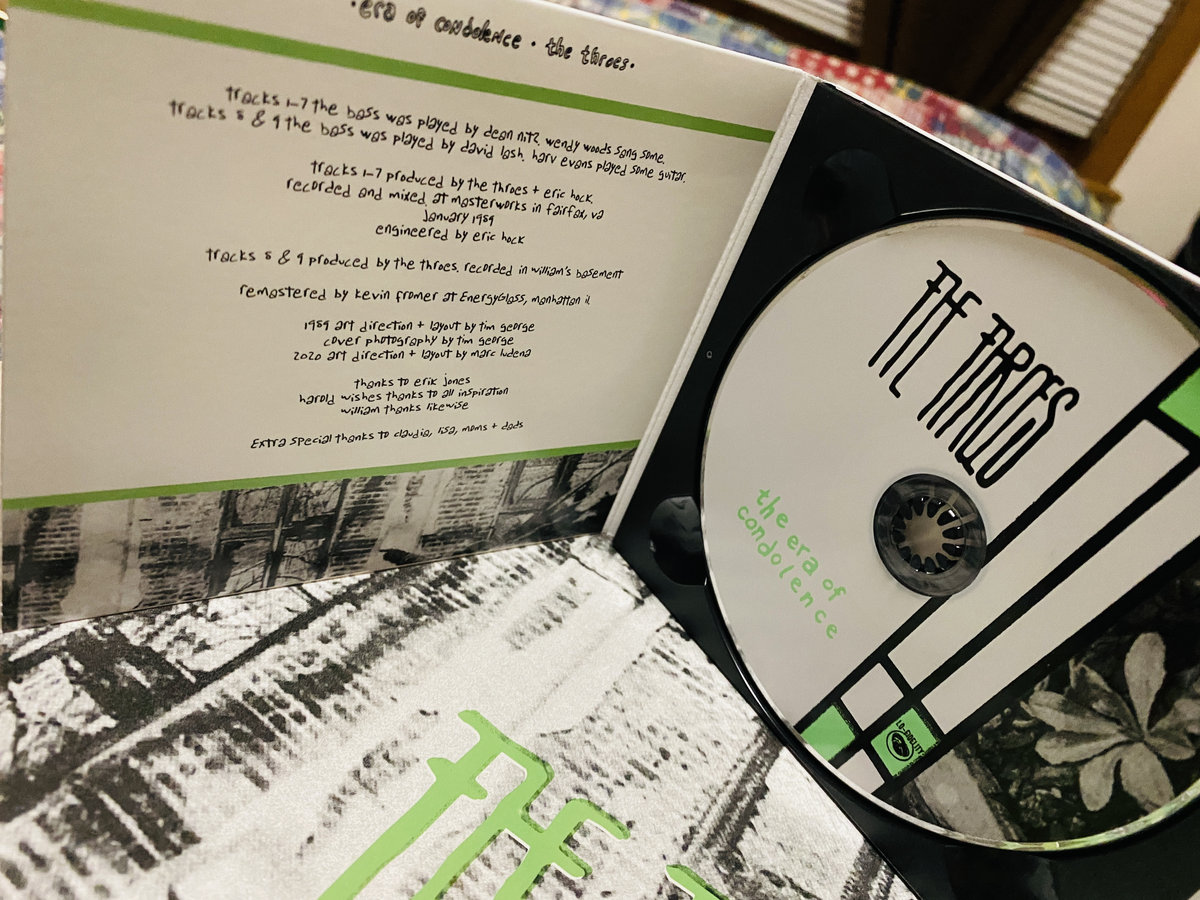 ·era of condolence · the throes·
tracks 1-7 the bass was played by dean nitz. wendy woods sang some.
tracks 8 & 9 the bass was played by david lash. harv evans played some guitar.
tracks 1-7 produced by the throes + eric hock
recorded and mixed at masterworks in fairfax, va
january 1989
engineered by eric hock
tracks 8 & 9 produced by the throes. recorded in william's basement
remastered by kevin fromer at EnergyGlass, manhattan il
1989 art direction + layout by tim george
cover photography by tim george
2020 art direction + layout by marc ludena
thanks to erik jones
harold wishes thanks to all inspiration
william thanks likewise
Extra special thanks to claudia, lisa, moms + dads
THE THROES
the era of
condolence
LO-FIDELITY
THE